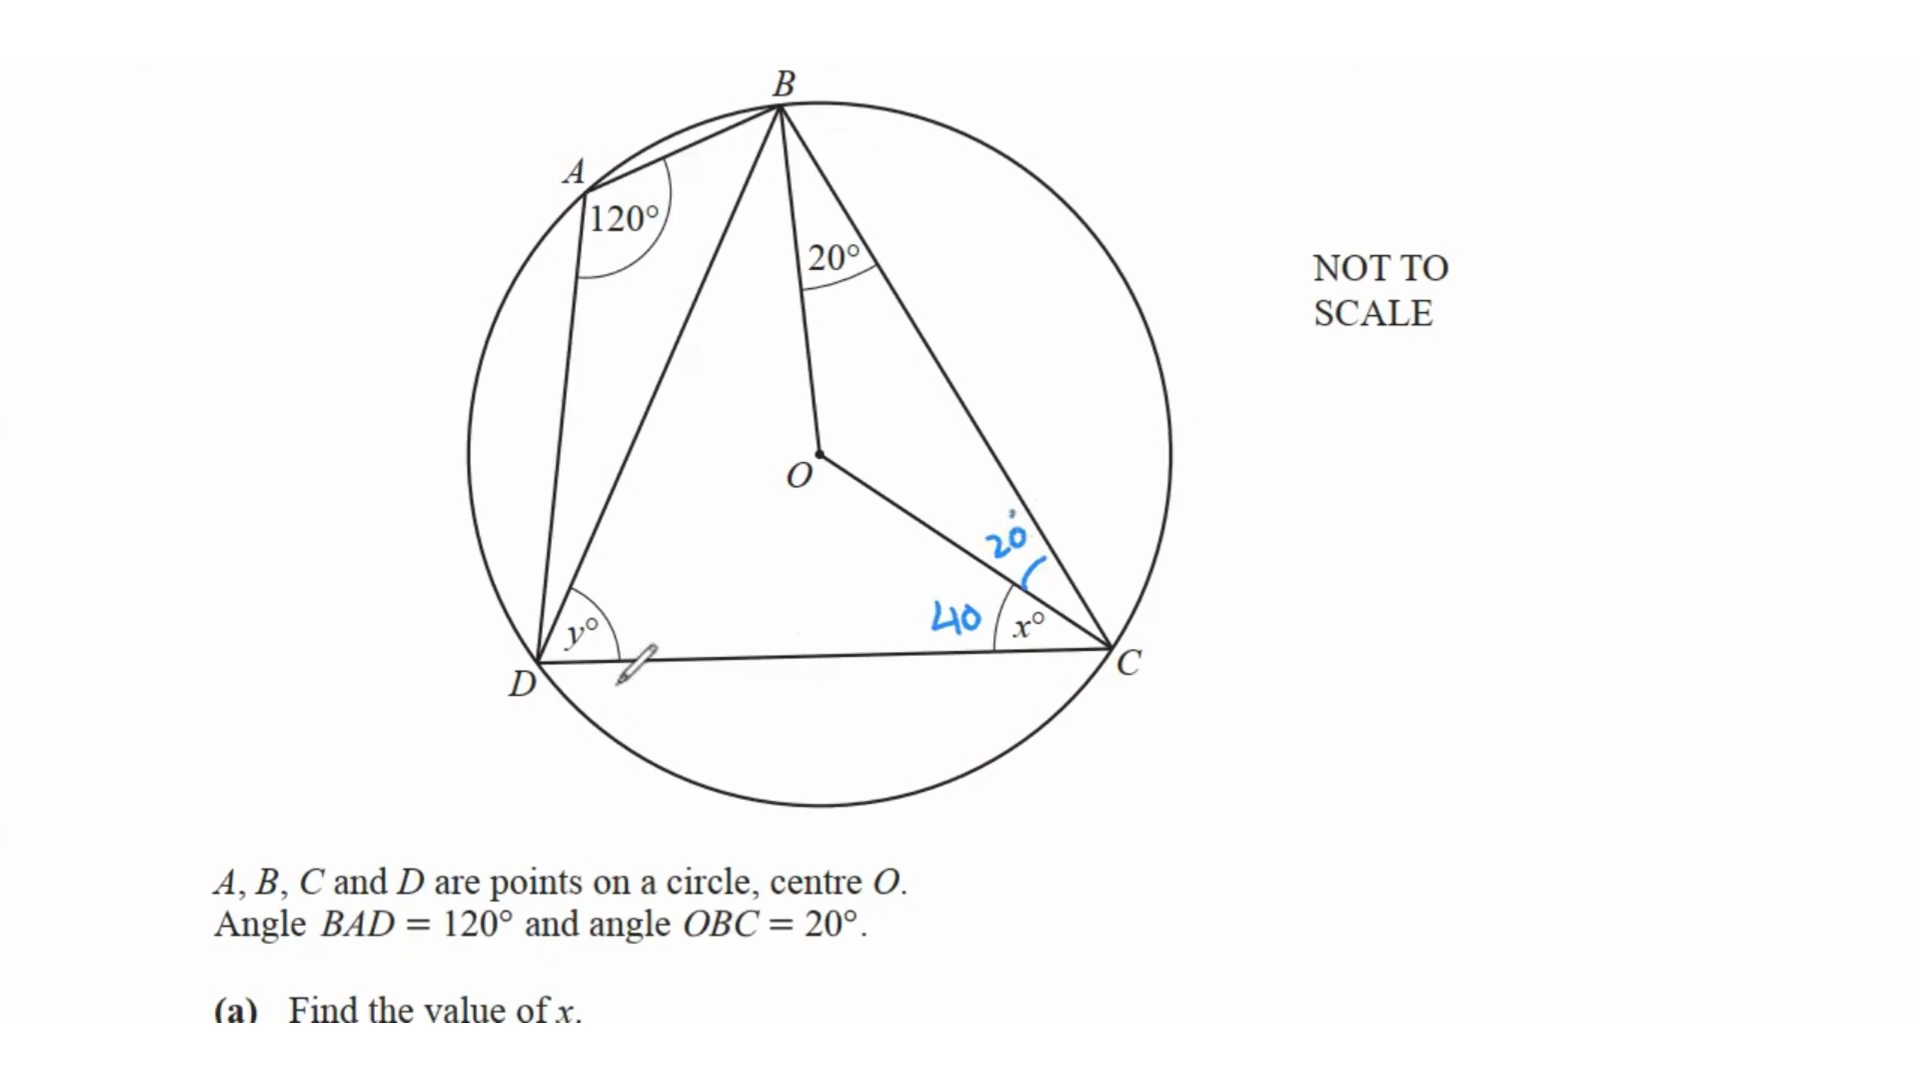 B
A
120°
20°
NOT TO
SCALE
O
20°
40
x°
y°
D
C
A, B, C and D are points on a circle, centre O.
Angle BAD = 120° and angle OBC = 20°.
(a) Find the value of x.